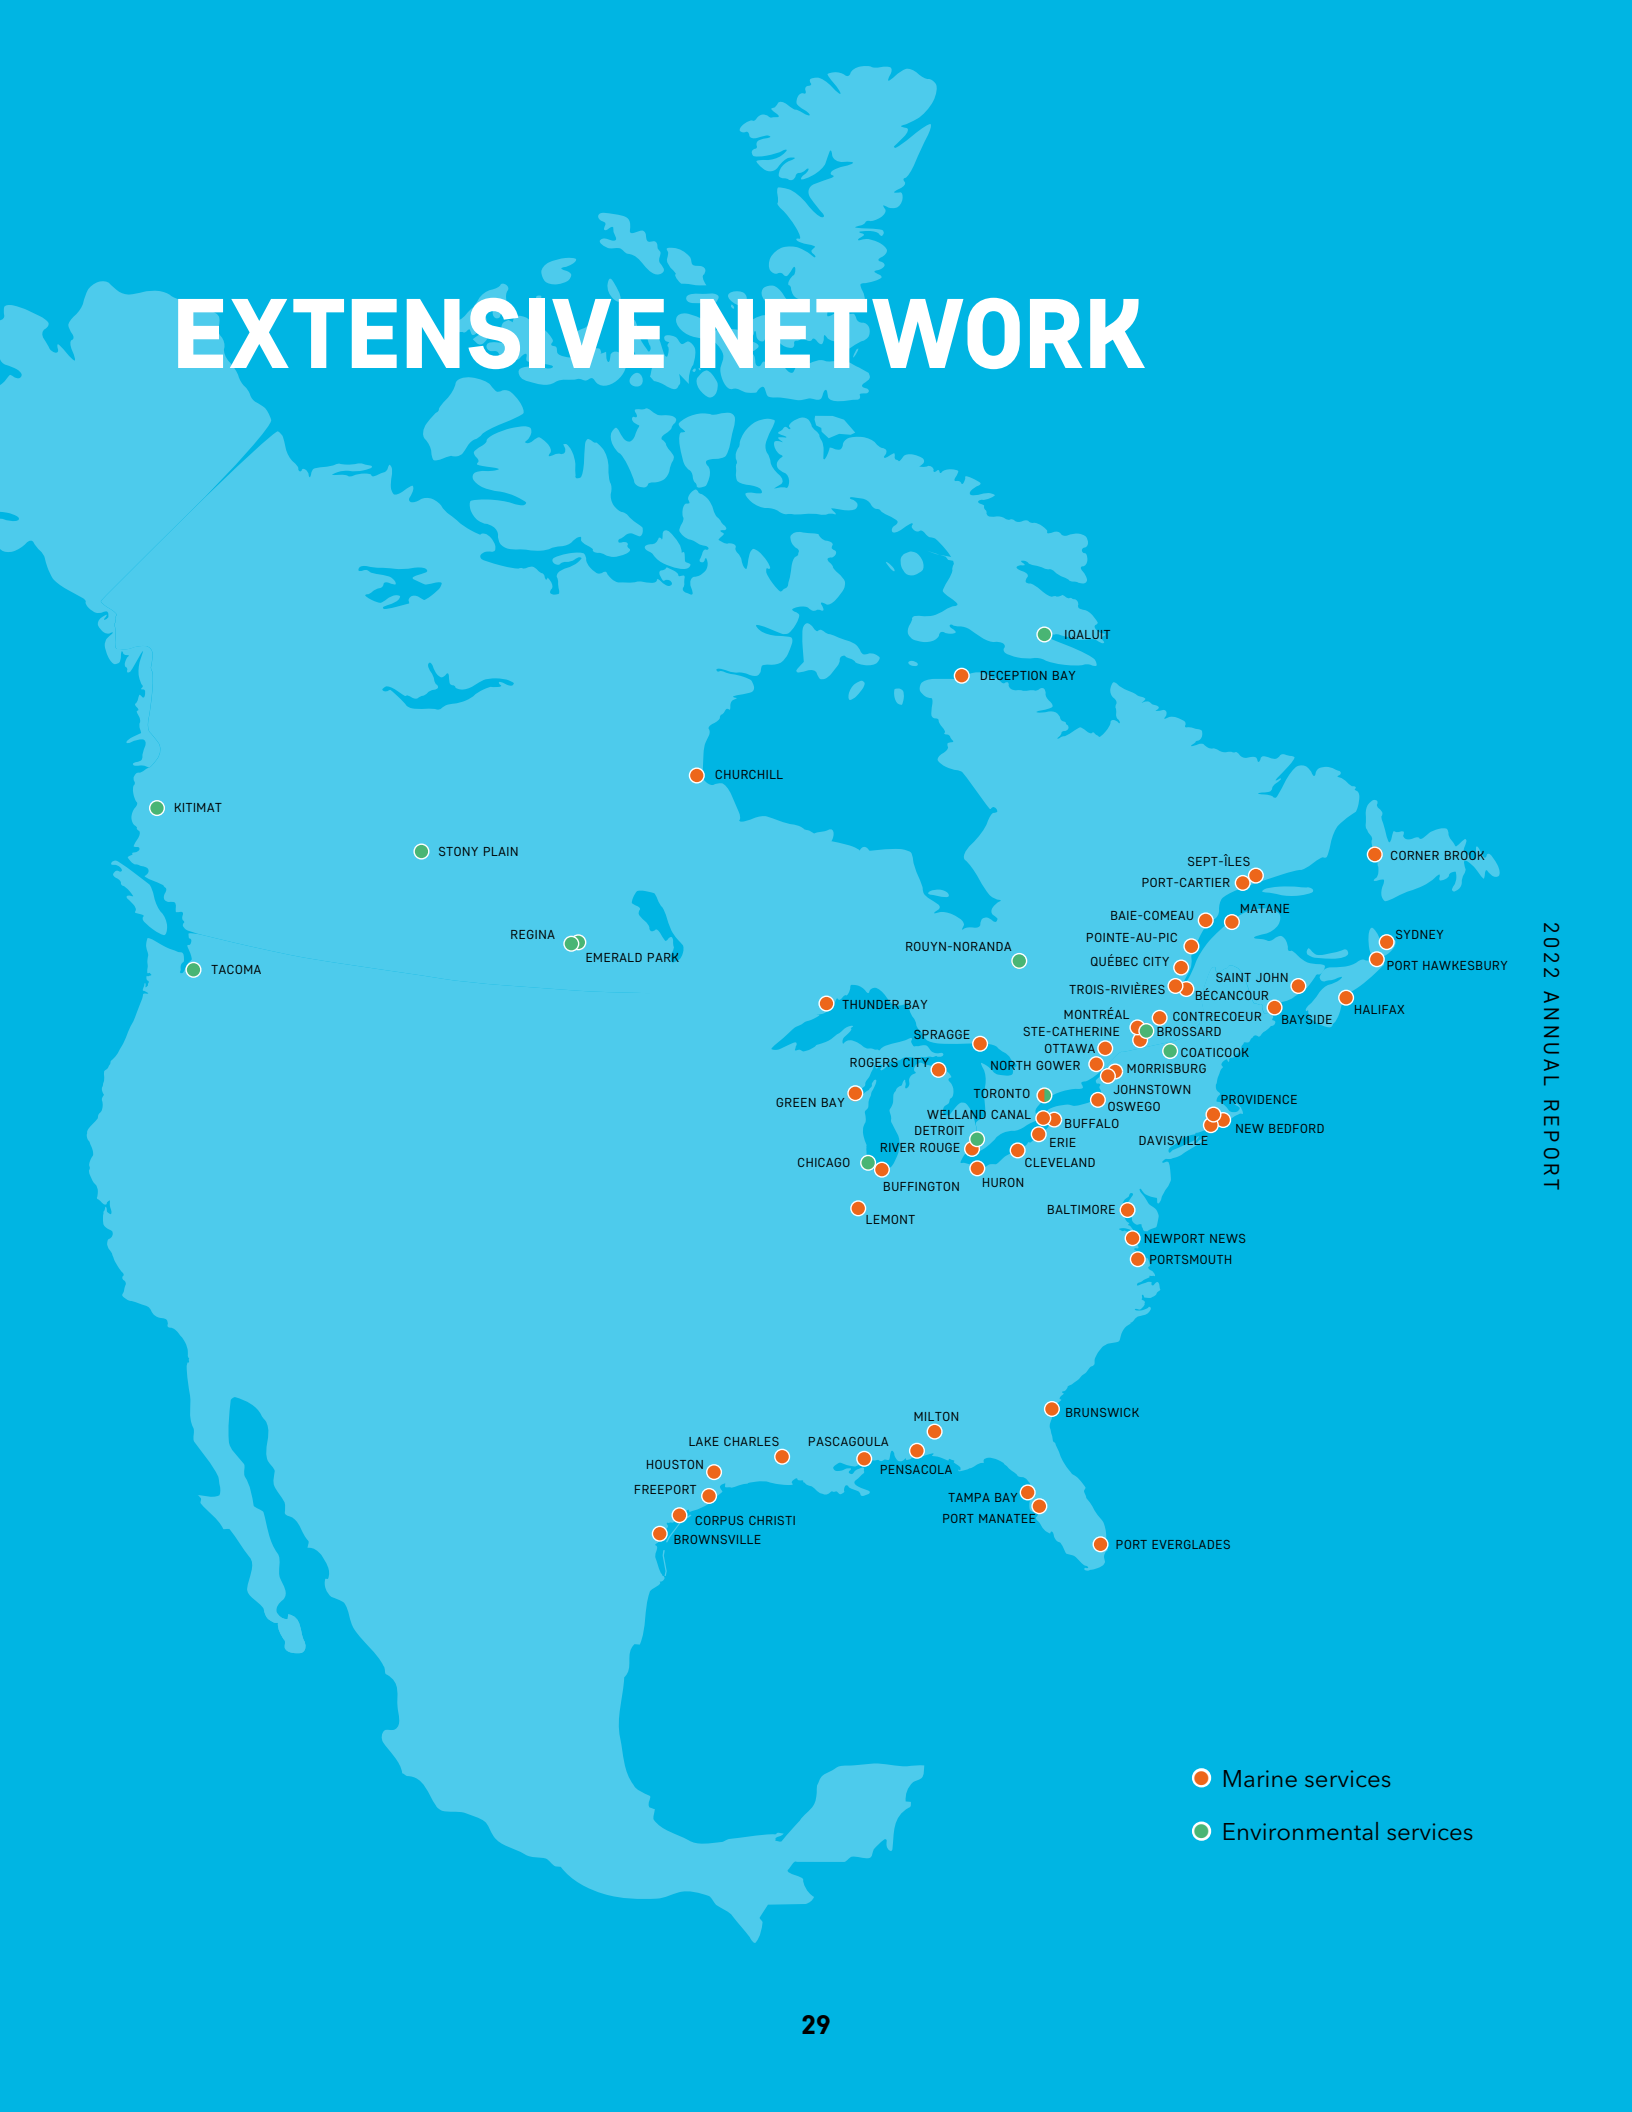 EXTENSIVE NETWORK
IQALUIT
DECEPTION BAY
CHURCHILL
KITIMAT
STONY PLAIN
CORNER BROOK
SEPT-ÎLES
PORT-CARTIER
MATANE
BAIE-COMEAU
REGINA
SYDNEY
POINTE-AU-PIC
ROUYN-NORANDA
EMERALD PARK
QUÉBEC CITY
PORT HAWKESBURY
TACOMA
SAINT JOHN
TROIS-RIVIÈRES
BÉCANCOUR
THUNDER BAY
HALIFAX
MONTRÉAL
CONTRECOEUR
BAYSIDE
STE-CATHERINE
BROSSARD
SPRAGGE
OTTAWA
COATICOOK
ROGERS CITY
NORTH GOWER
MORRISBURG
JOHNSTOWN
TORONTO
PROVIDENCE
GREEN BAY
OSWEGO
WELLAND CANAL
BUFFALO
NEW BEDFORD
DETROIT
DAVISVILLE
ERIE
RIVER ROUGE
CHICAGO
CLEVELAND
HURON
BUFFINGTON
BALTIMORE
LEMONT
NEWPORT NEWS
PORTSMOUTH
BRUNSWICK
MILTON
LAKE CHARLES
PASCAGOULA
HOUSTON
PENSACOLA
FREEPORT
TAMPA BAY
PORT MANATEE
CORPUS CHRISTI
BROWNSVILLE
PORT EVERGLADES
Marine services
Environmental services
2022 ANNUAL REPORT
29